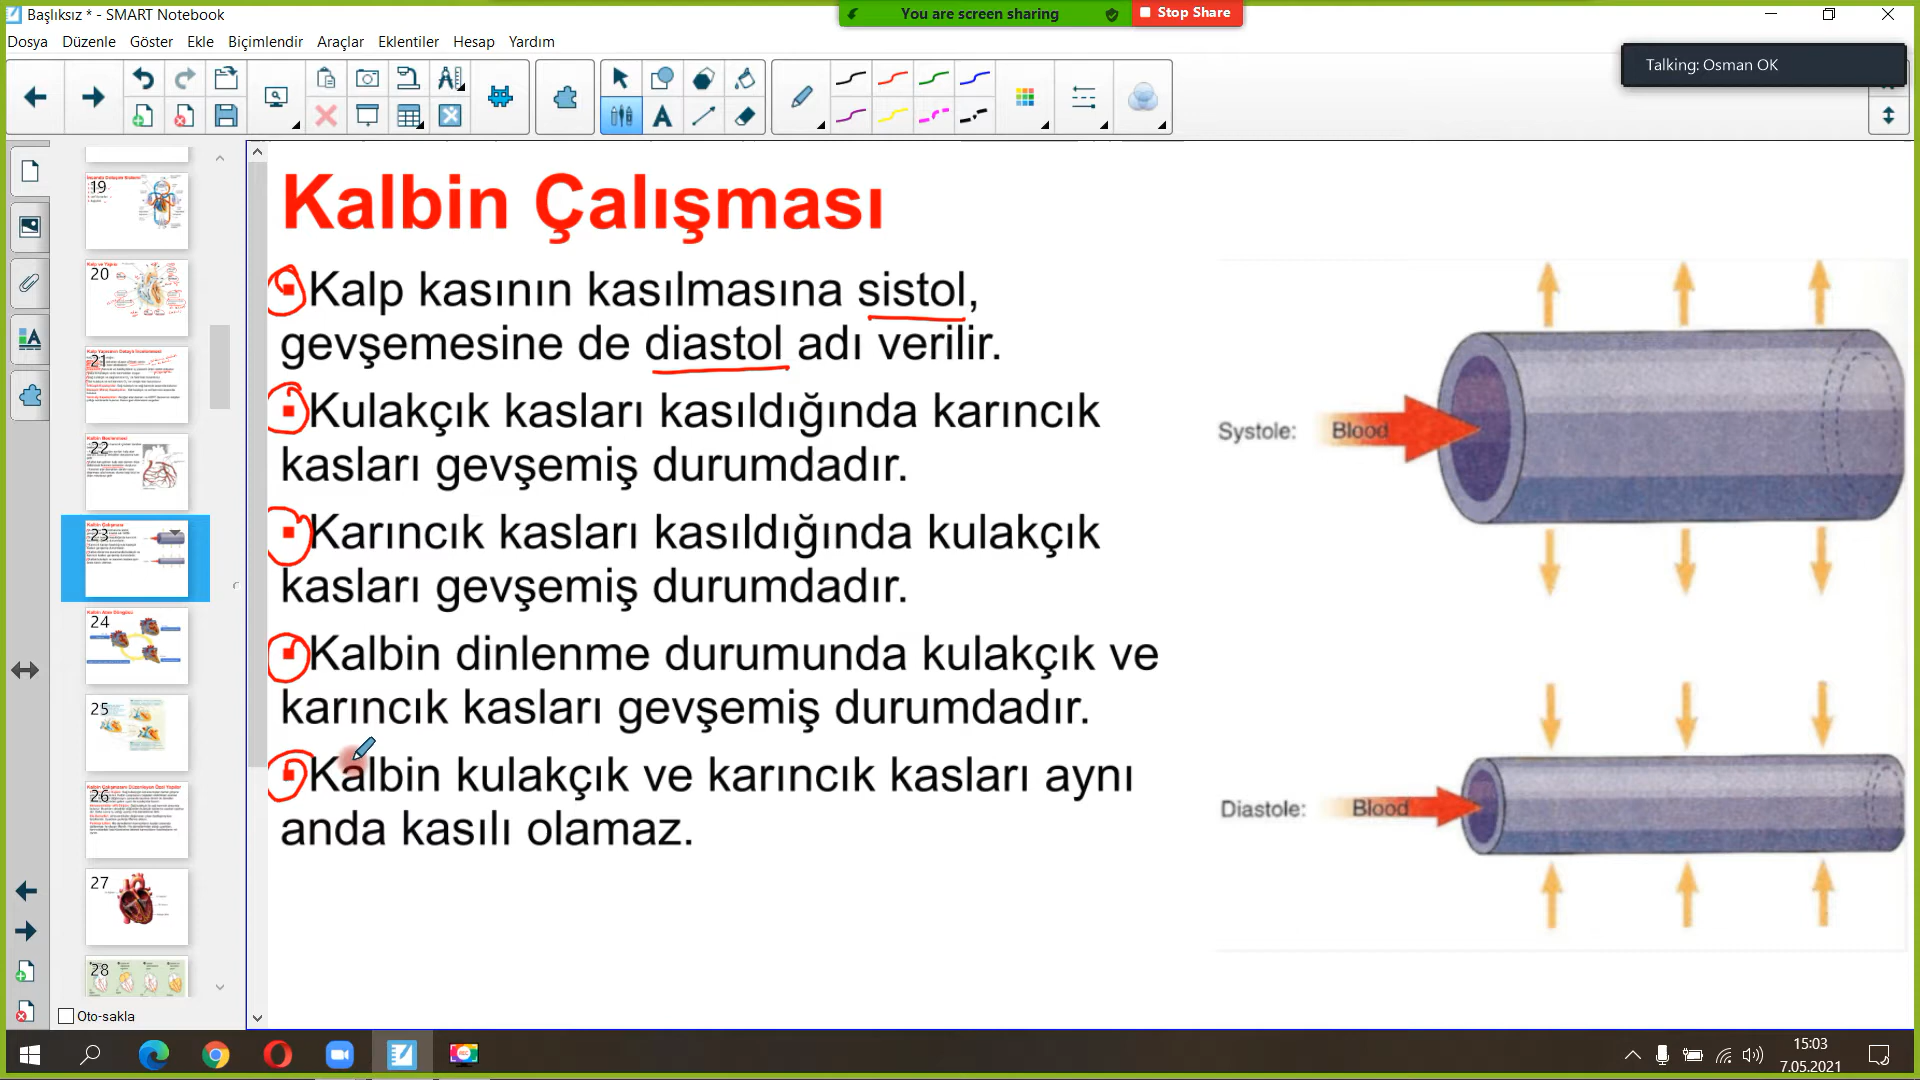 Başlıksız * - SMART Notebook
You are screen sharing
Stop Share
Dosya Düzenle Göster Ekle Biçimlendir Araçlar Eklentiler Hesap Yardım
Talking: Osman OK
19
20
21
22
23
24
25
26
27
28
Oto-sakla
Kalbin Çalışması
Kalp kasının kasılmasına sistol,
gevşemesine de diastol adı verilir.
Kulakçık kasları kasıldığında karıncık
kasları gevşemiş durumdadır.
Karıncık kasları kasıldığında kulakçık
kasları gevşemiş durumdadır.
Kalbin dinlenme durumunda kulakçık ve
karıncık kasları gevşemiş durumdadır.
Kalbin kulakçık ve karıncık kasları aynı
anda kasılı olamaz.
Systole: Blood
Diastole: Blood
15:03
7.05.2021